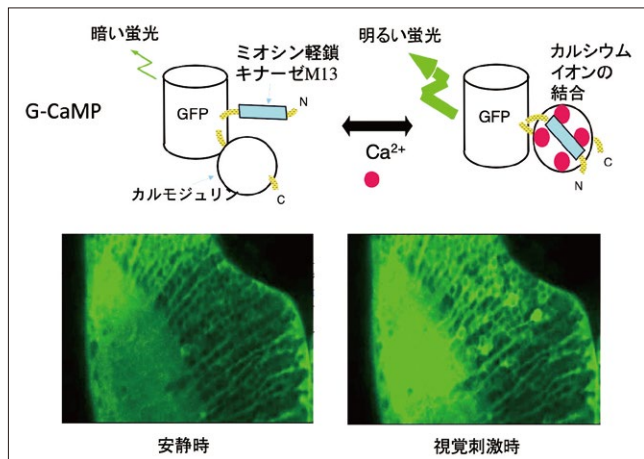 暗い蛍光
ミオシン軽鎖
キナーゼM13
G-CaMP
GFP
N
カルモジュリン
C
Ca²⁺
明るい蛍光
カルシウム
イオンの
結合
GFP
C
N
安静時
視覚刺激時